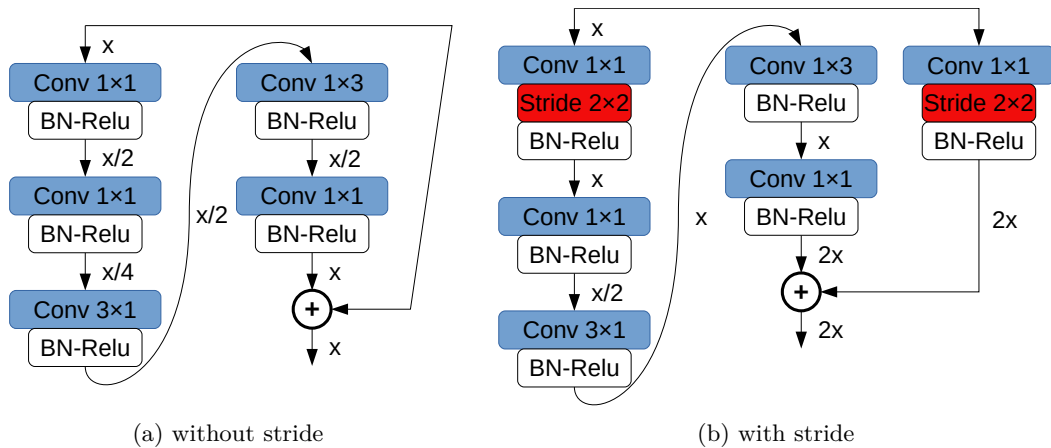 x
Conv 1×1
BN-Relu
x/2
Conv 1×1
BN-Relu
x/4
Conv 3×1
BN-Relu
x/2
Conv 1×3
BN-Relu
x/2
Conv 1×1
BN-Relu
x
+
x
(a) without stride
x
Conv 1×1
Stride 2×2
BN-Relu
x
Conv 1×1
BN-Relu
x/2
Conv 3×1
BN-Relu
x
Conv 1×3
BN-Relu
x
Conv 1×1
BN-Relu
2x
+
2x
Conv 1×1
Stride 2×2
BN-Relu
2x
(b) with stride